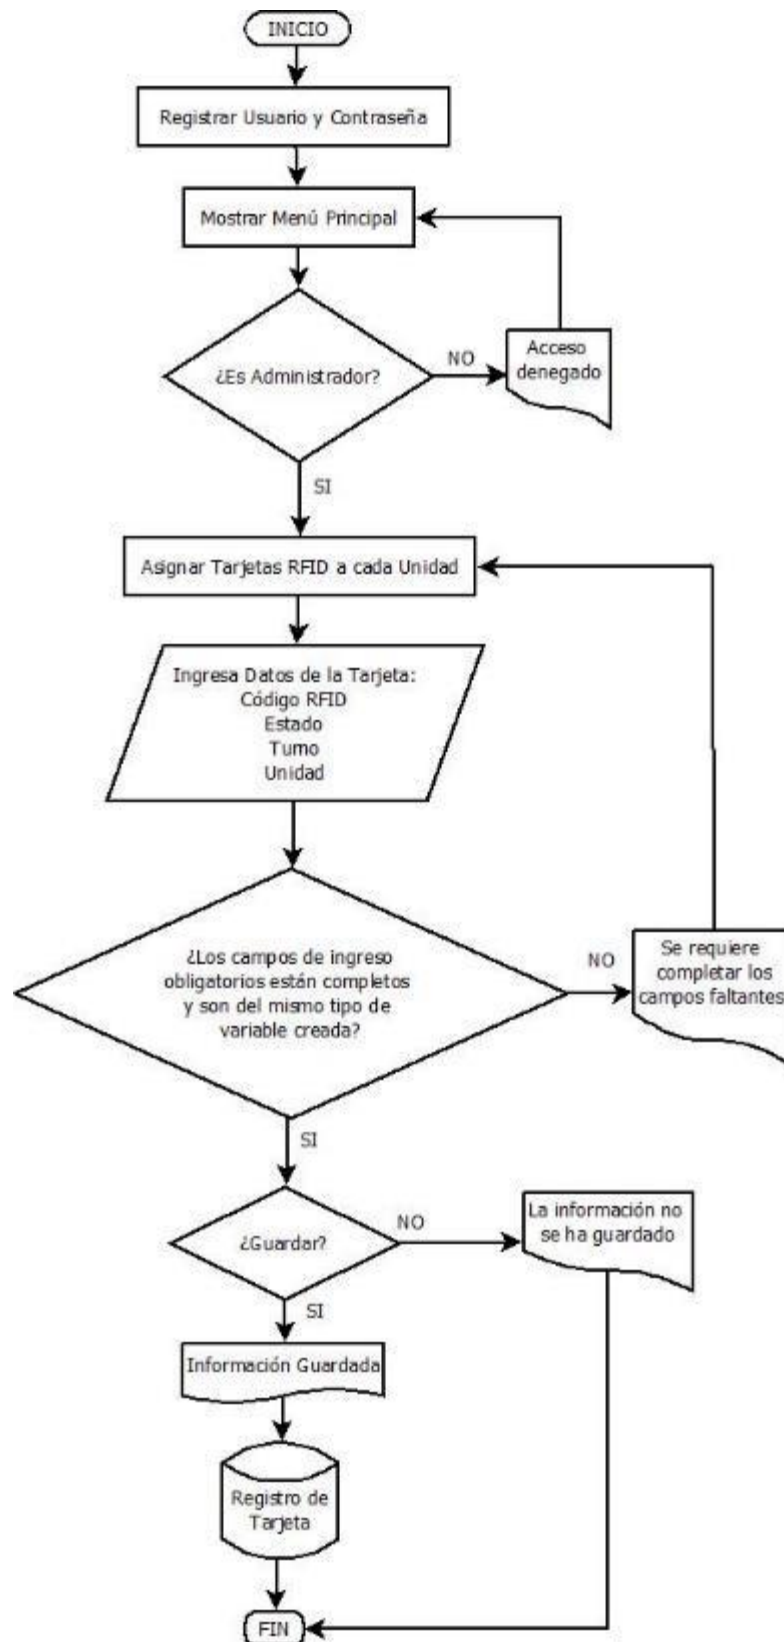 INICIO
Registrar Usuario y Contraseña
Mostrar Menú Principal
¿Es Administrador?
NO
Acceso
denegado
SI
Asignar Tarjetas RFID a cada Unidad
Ingresa Datos de la Tarjeta:
Código RFID
Estado
Turno
Unidad
¿Los campos de ingreso
obligatorios están completos
y son del mismo tipo de
variable creada?
NO
Se requiere
completar los
campos faltantes
SI
¿Guardar?
NO
La información no
se ha guardado
SI
Información Guardada
Registro de
Tarjeta
FIN